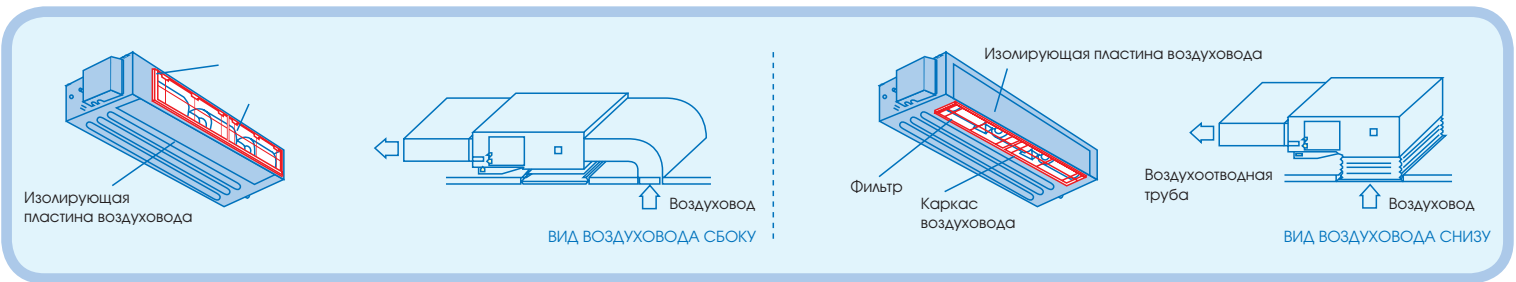 Изолирующая
пластина воздуховода
Воздуховод
ВИД ВОЗДУХОВОДА СБОКУ
Изолирующая пластина воздуховода
Фильтр
Каркас
воздуховода
Воздухоотводная
труба
Воздуховод
ВИД ВОЗДУХОВОДА СНИЗУ